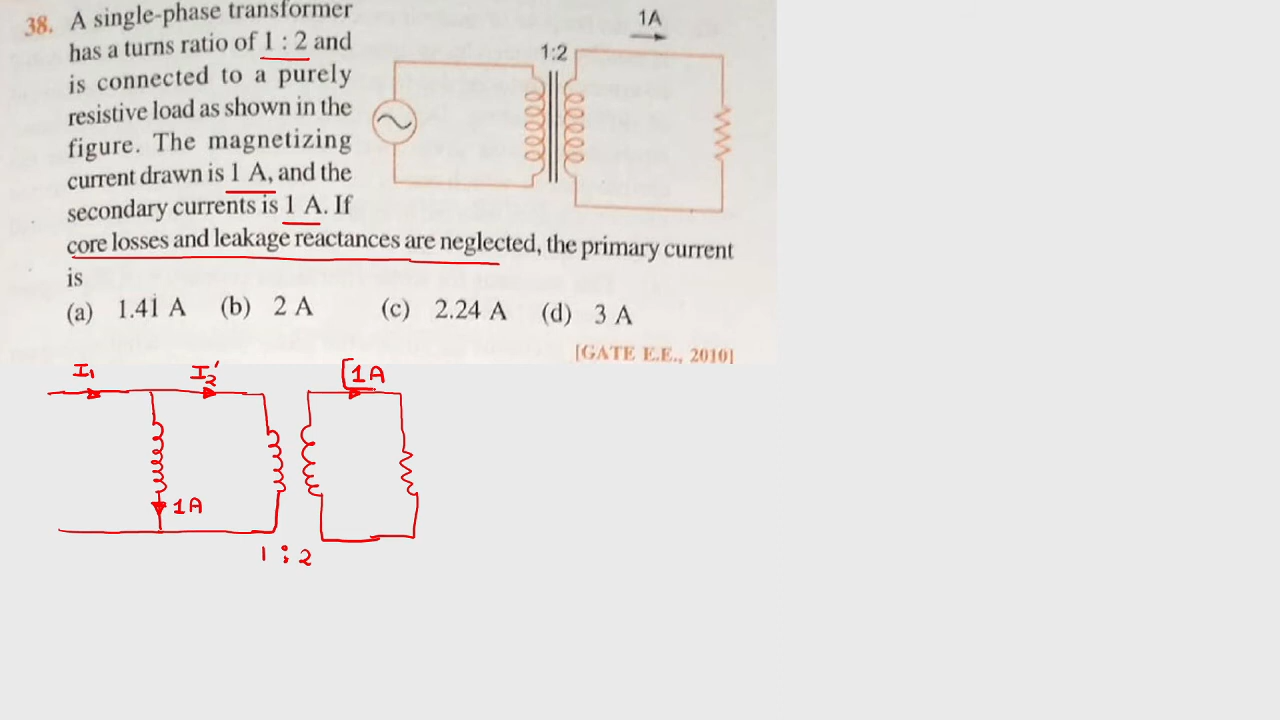 38. A single-phase transformer
has a turns ratio of 1 : 2 and
is connected to a purely
resistive load as shown in the
figure. The magnetizing
current drawn is 1 A, and the
secondary currents is 1 A. If
core losses and leakage reactances are neglected, the primary current
is
(a) 1.41 A (b) 2 A (c) 2.24 A (d) 3 A
[GATE E.E., 2010]
1A
1:2
I₁ I₂' 1A
1A
1 : 2